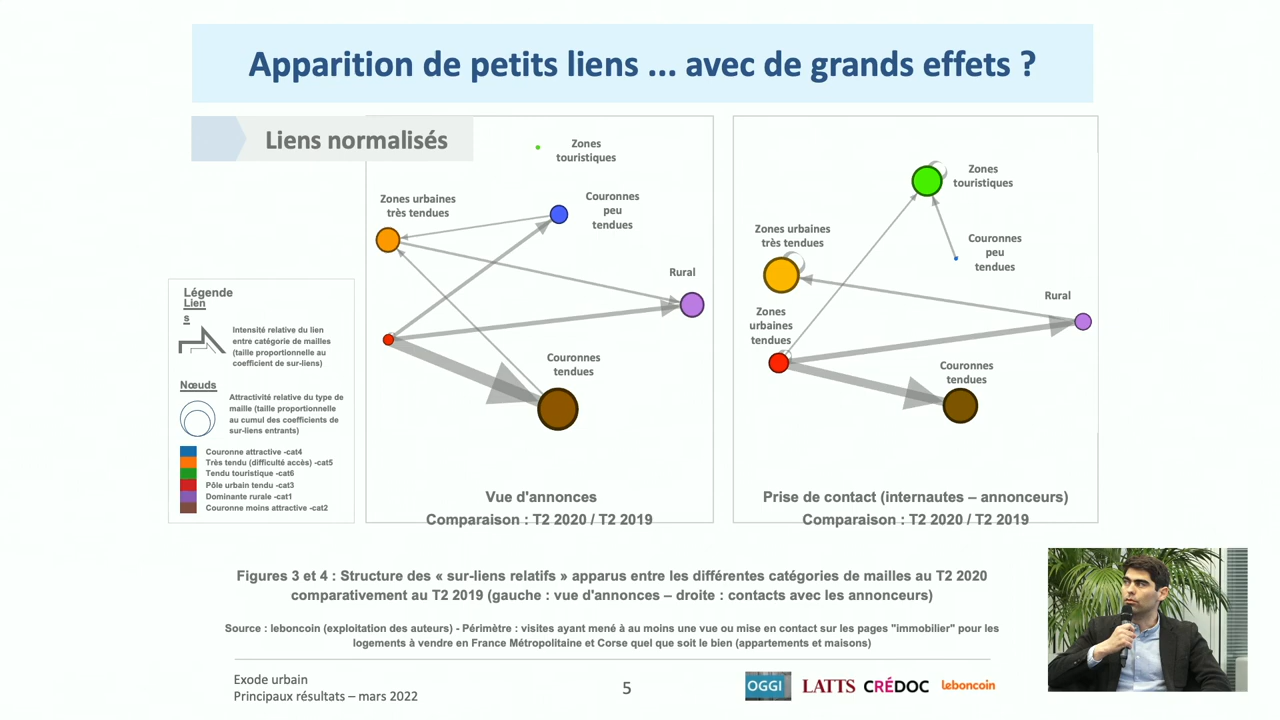 Apparition de petits liens ... avec de grands effets ?
Liens normalisés
Zones
touristiques
Zones urbaines
très tendues
Couronnes
peu
tendues
Rural
Couronnes
tendues
Vue d'annonces
Comparaison : T2 2020 / T2 2019
Zones
touristiques
Zones urbaines
très tendues
Couronnes
peu
tendues
Rural
Zones
urbaines
tendues
Couronnes
tendues
Prise de contact (internautes – annonceurs)
Comparaison : T2 2020 / T2 2019
Légende
Lien
s
Intensité relative du lien
entre catégorie de mailles
(taille proportionnelle au
coefficient de sur-liens)
Nœuds
Attractivité relative du type de
maille (taille proportionnelle
au cumul des coefficients de
sur-liens entrants)
Couronne attractive -cat4
Très tendu (difficulté accès) -cat5
Tendu touristique -cat6
Pôle urbain tendu -cat3
Dominante rurale -cat1
Couronne moins attractive -cat2
Figures 3 et 4 : Structure des « sur-liens relatifs » apparus entre les différentes catégories de mailles au T2 2020
comparativement au T2 2019 (gauche : vue d'annonces – droite : contacts avec les annonceurs)
Source : leboncoin (exploitation des auteurs) - Périmètre : visites ayant mené à au moins une vue ou mise en contact sur les pages "immobilier" pour les
logements à vendre en France Métropolitaine et Corse quel que soit le bien (appartements et maisons)
Exode urbain
Principaux résultats – mars 2022
5
OGGI
LATTS
CRÉDOC
leboncoin